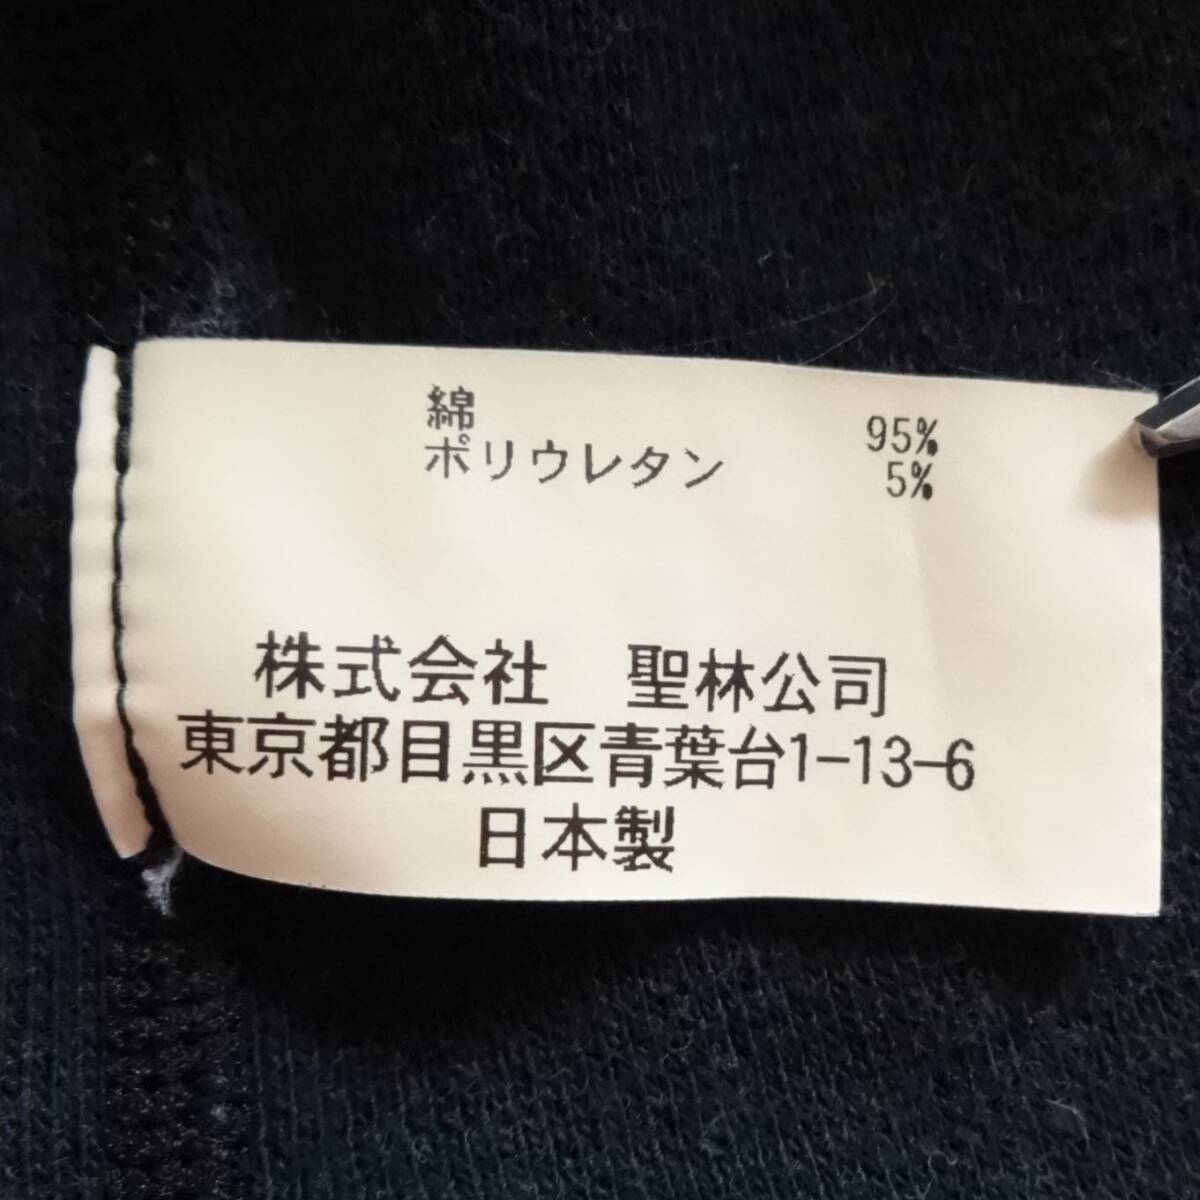 綿 95%
ポリウレタン 5%
株式会社 聖林公司
東京都目黒区青葉台1-13-6
日本製